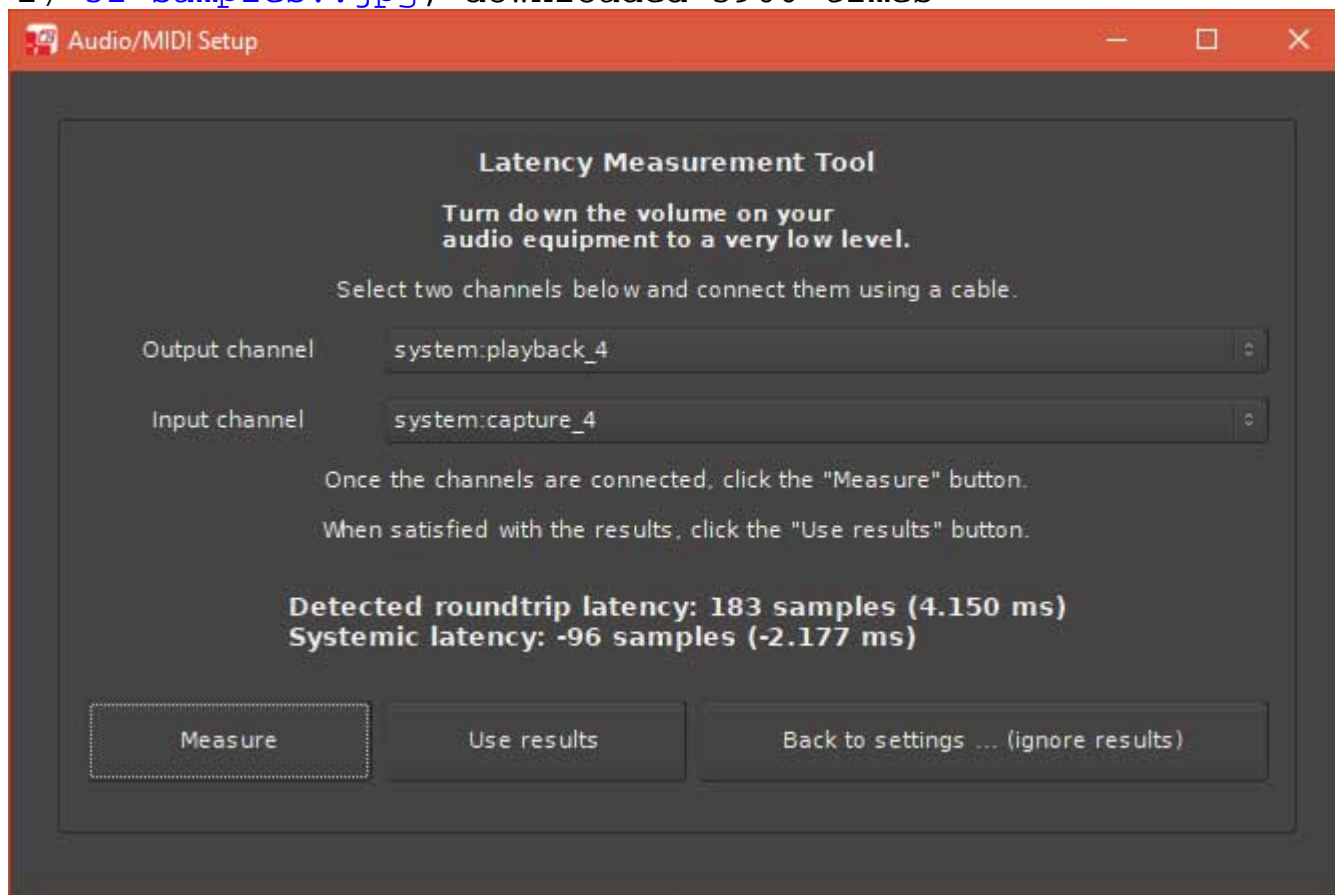 Audio/MIDI Setup
Latency Measurement Tool
Turn down the volume on your
audio equipment to a very low level.
Select two channels below and connect them using a cable.
Output channel system:playback_4
Input channel system:capture_4
Once the channels are connected, click the "Measure" button.
When satisfied with the results, click the "Use results" button.
Detected roundtrip latency: 183 samples (4.150 ms)
Systemic latency: -96 samples (-2.177 ms)
Measure Use results Back to settings ... (ignore results)